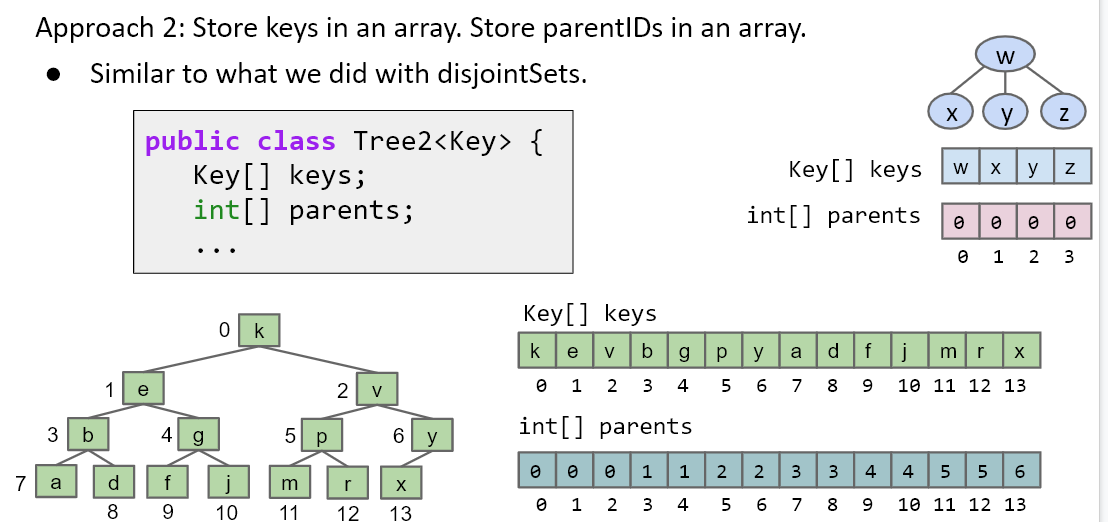 Approach 2: Store keys in an array. Store parentIDs in an array.
● Similar to what we did with disjointSets.
public class Tree2<Key> {
Key[] keys;
int[] parents;
...
w
x y z
Key[] keys w x y z
int[] parents 0 0 0 0
0 1 2 3
0 k
1 e 2 v
3 b 4 g 5 p 6 y
7 a d f j m r x
8 9 10 11 12 13
Key[] keys
k e v b g p y a d f j m r x
0 1 2 3 4 5 6 7 8 9 10 11 12 13
int[] parents
0 0 0 1 1 2 2 3 3 4 4 5 5 6
0 1 2 3 4 5 6 7 8 9 10 11 12 13